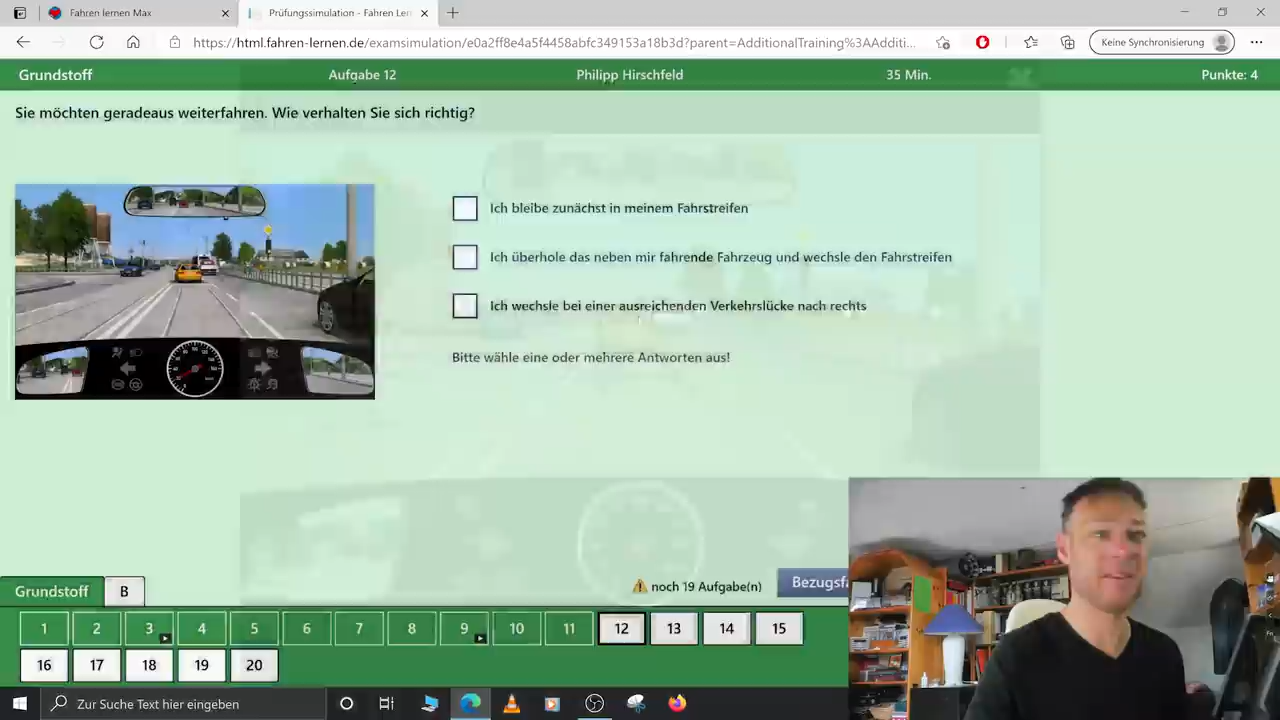 Fahren lernen Max
Prüfungssimulation - Fahren Ler
https://html.fahren-lernen.de/examsimulation/e0a2ff8e4a5f4458abfc349153a18b3d?parent=AdditionalTraining%3AAdditi...
Keine Synchronisierung
Grundstoff Aufgabe 12 Philipp Hirschfeld 35 Min. Punkte: 4
Sie möchten geradeaus weiterfahren. Wie verhalten Sie sich richtig?
Ich bleibe zunächst in meinem Fahrstreifen
Ich überhole das neben mir fahrende Fahrzeug und wechsle den Fahrstreifen
Ich wechsle bei einer ausreichenden Verkehrslücke nach rechts
Bitte wähle eine oder mehrere Antworten aus!
Grundstoff B
noch 19 Aufgabe(n)
Bezugsfa
1 2 3 4 5 6 7 8 9 10 11 12 13 14 15
16 17 18 19 20
Zur Suche Text hier eingeben